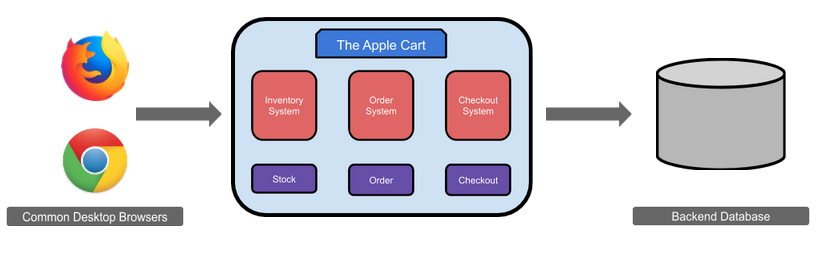 The Apple Cart
Inventory
System
Order
System
Checkout
System
Stock
Order
Checkout
Common Desktop Browsers
Backend Database